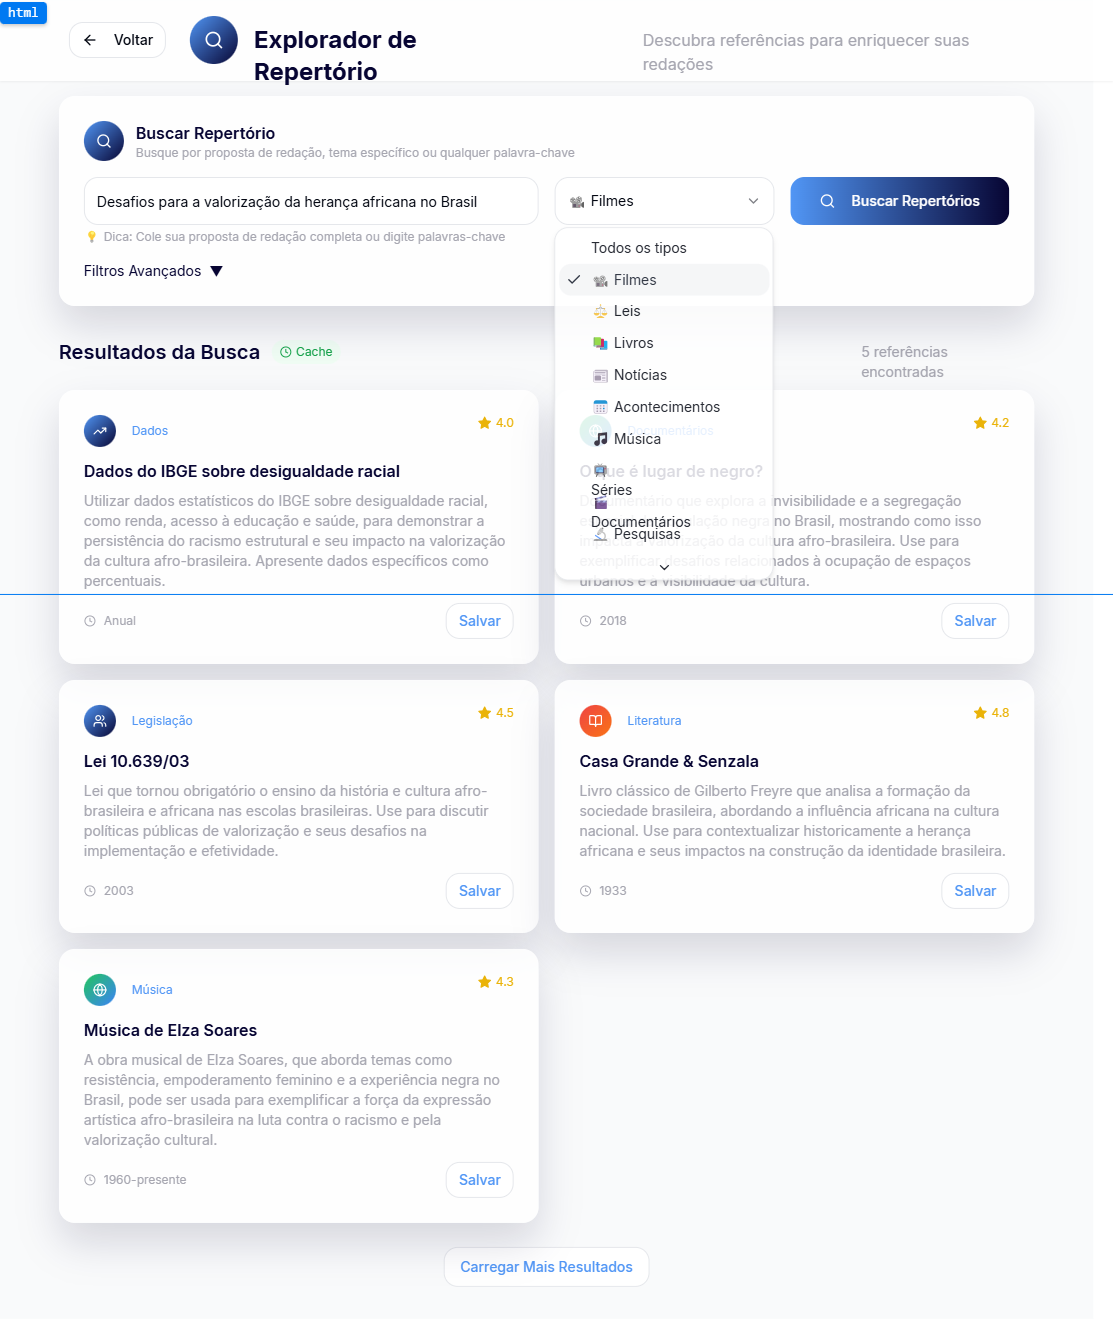 html
Voltar
Explorador de
Repertório
Descubra referências para enriquecer suas
redações
Buscar Repertório
Busque por proposta de redação, tema específico ou qualquer palavra-chave
Desafios para a valorização da herança africana no Brasil
Filmes
Buscar Repertórios
Dica: Cole sua proposta de redação completa ou digite palavras-chave
Filtros Avançados
Todos os tipos
Filmes
Leis
Livros
Notícias
Acontecimentos
Música
Séries
Documentários
Pesquisas
Resultados da Busca
Cache
5 referências
encontradas
Dados
4.0
Dados do IBGE sobre desigualdade racial
Utilizar dados estatísticos do IBGE sobre desigualdade racial,
como renda, acesso à educação e saúde, para demonstrar a
persistência do racismo estrutural e seu impacto na valorização
da cultura afro-brasileira. Apresente dados específicos como
percentuais.
Anual
Salvar
Documentários
4.2
O que é lugar de negro?
Documentário que explora a invisibilidade e a segregação
negra no Brasil, mostrando como isso
impacta a valorização da cultura afro-brasileira. Use para
exemplificar desafios relacionados à ocupação de espaços
urbanos e à visibilidade da cultura.
2018
Salvar
Legislação
4.5
Lei 10.639/03
Lei que tornou obrigatório o ensino da história e cultura afro-
brasileira e africana nas escolas brasileiras. Use para discutir
políticas públicas de valorização e seus desafios na
implementação e efetividade.
2003
Salvar
Literatura
4.8
Casa Grande & Senzala
Livro clássico de Gilberto Freyre que analisa a formação da
sociedade brasileira, abordando a influência africana na cultura
nacional. Use para contextualizar historicamente a herança
africana e seus impactos na construção da identidade brasileira.
1933
Salvar
Música
4.3
Música de Elza Soares
A obra musical de Elza Soares, que aborda temas como
resistência, empoderamento feminino e a experiência negra no
Brasil, pode ser usada para exemplificar a força da expressão
artística afro-brasileira na luta contra o racismo e pela
valorização cultural.
1960-presente
Salvar
Carregar Mais Resultados